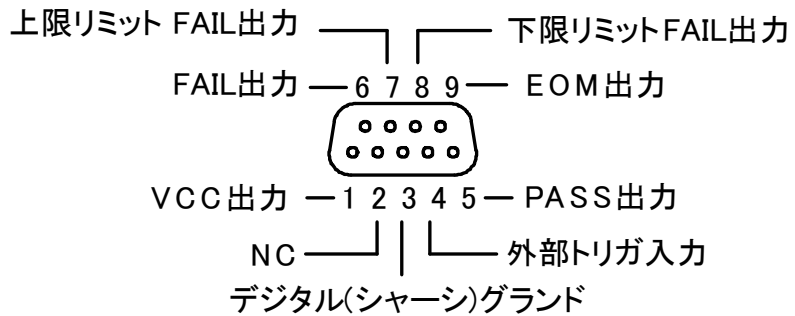 上限リミット FAIL出力
下限リミットFAIL出力
FAIL出力
6 7 8 9
EOM出力
VCC出力
1 2 3 4 5
PASS出力
NC
外部トリガ入力
デジタル(シャーシ)グランド